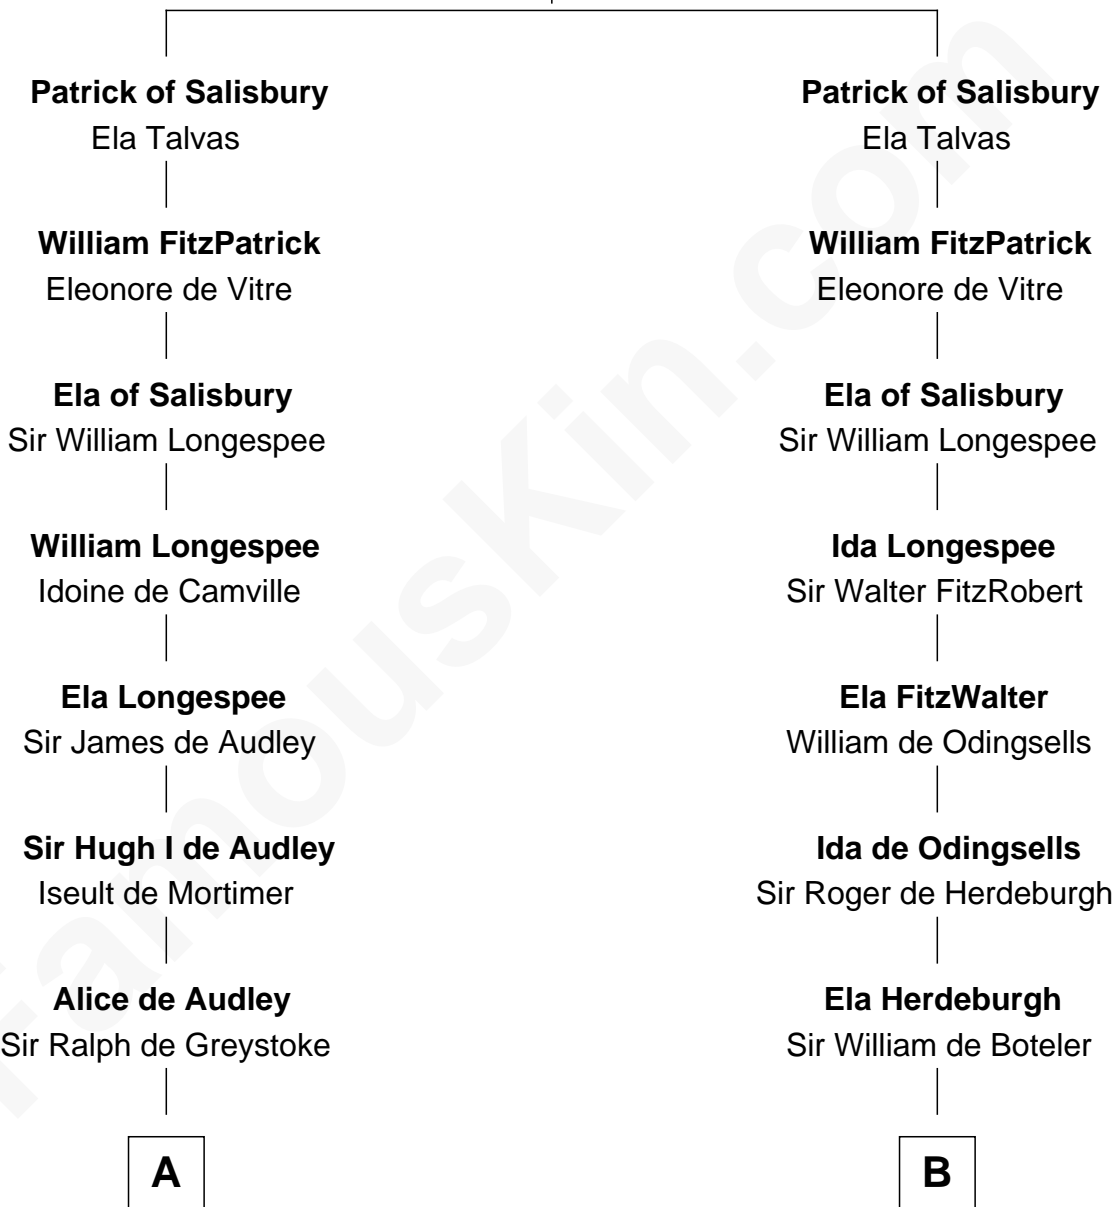 Patrick of Salisbury
Ela Talvas
William FitzPatrick
Eleonore de Vitre
Ela of Salisbury
Sir William Longespee
William Longespee
Idoine de Camville
Ela Longespee
Sir James de Audley
Sir Hugh I de Audley
Iseult de Mortimer
Alice de Audley
Sir Ralph de Greystoke
A
Patrick of Salisbury
Ela Talvas
William FitzPatrick
Eleonore de Vitre
Ela of Salisbury
Sir William Longespee
Ida Longespee
Sir Walter FitzRobert
Ela FitzWalter
William de Odingsells
Ida de Odingsells
Sir Roger de Herdeburgh
Ela Herdeburgh
Sir William de Boteler
B
FamousKin.com